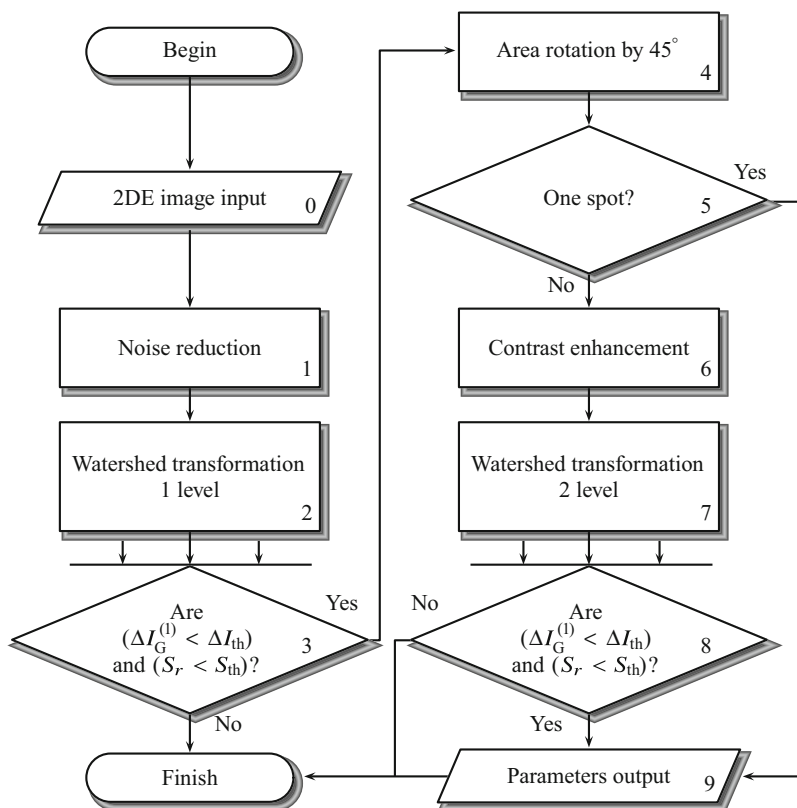 Begin
2DE image input
0
Noise reduction
1
Watershed transformation
1 level
2
Are
(ΔI_G^(1) < ΔI_th)
and (S_r < S_th)?
3
Yes
No
Finish
Area rotation by 45°
4
One spot?
5
Yes
No
Contrast enhancement
6
Watershed transformation
2 level
7
Are
(ΔI_G^(1) < ΔI_th)
and (S_r < S_th)?
8
No
Yes
Parameters output
9